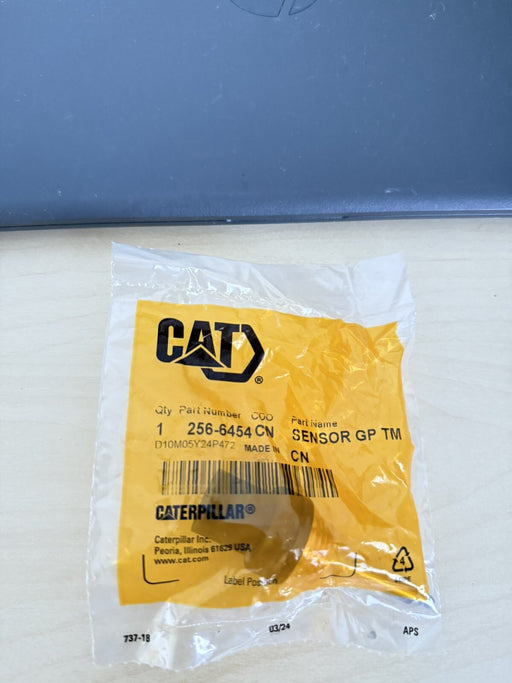 CAT®
Qty Part Number COO Part Name
1 256-6454 CN SENSOR GP TM
D10M05Y24P472 MADE IN CN
CATERPILLAR®
Caterpillar Inc.
Peoria, Illinois 61629 USA
www.cat.com
Label Position
4
737-18 03/24 APS